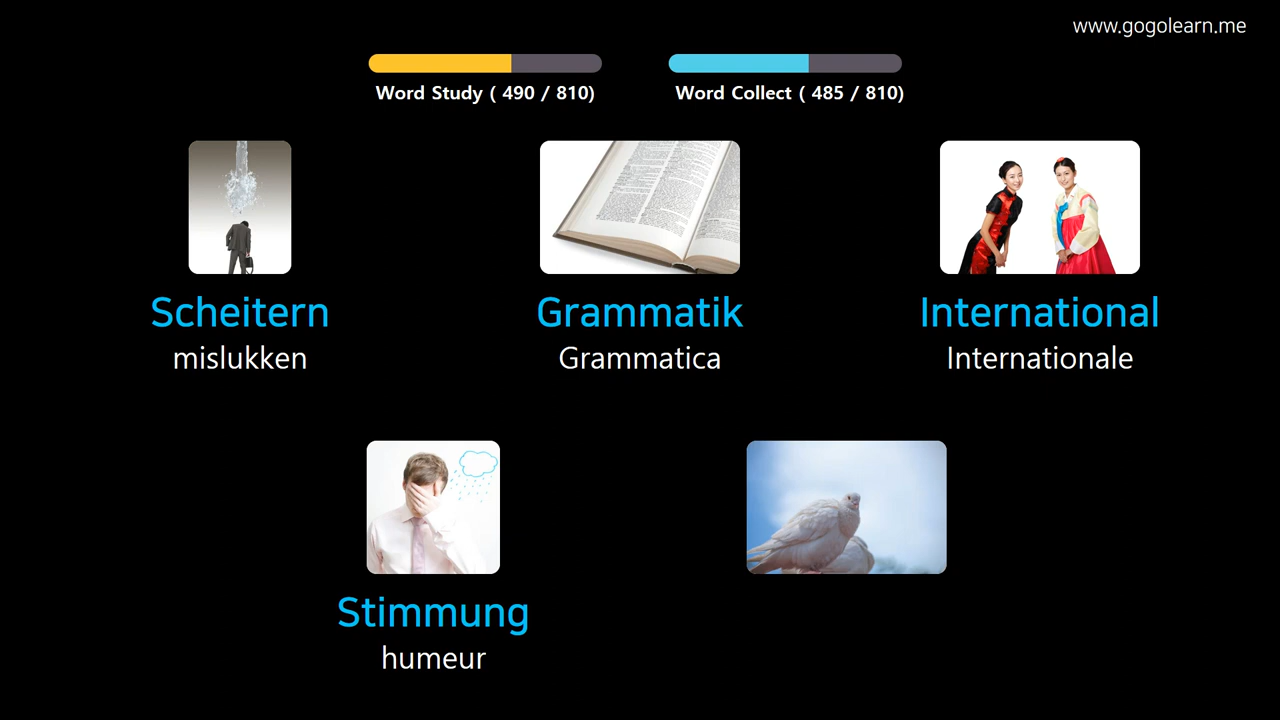 www.gogolearn.me
Word Study ( 490 / 810)
Word Collect ( 485 / 810)
Scheitern
mislukken
Grammatik
Grammatica
International
Internationale
Stimmung
humeur